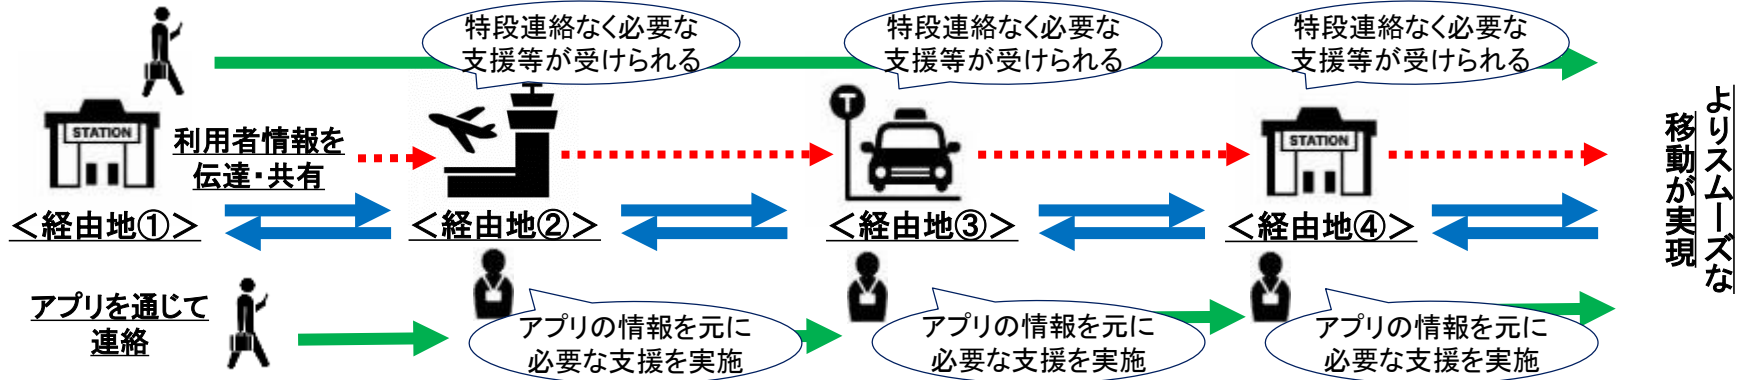 特段連絡なく必要な
支援等が受けられる
特段連絡なく必要な
支援等が受けられる
特段連絡なく必要な
支援等が受けられる
STATION
利用者情報を
伝達・共有
T
STATION
<経由地①>
<経由地②>
<経由地③>
<経由地④>
よりスムーズな
移動が実現
アプリを通じて
連絡
アプリの情報を元に
必要な支援を実施
アプリの情報を元に
必要な支援を実施
アプリの情報を元に
必要な支援を実施